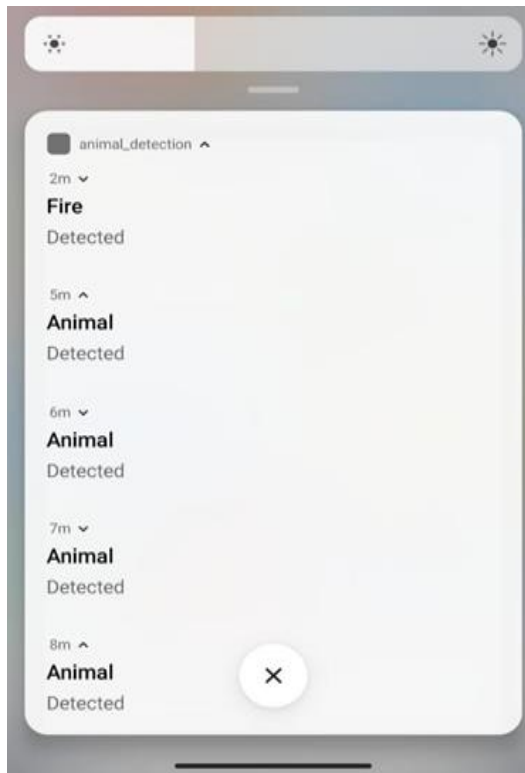 animal_detection
2m
Fire
Detected
5m
Animal
Detected
6m
Animal
Detected
7m
Animal
Detected
8m
Animal
Detected